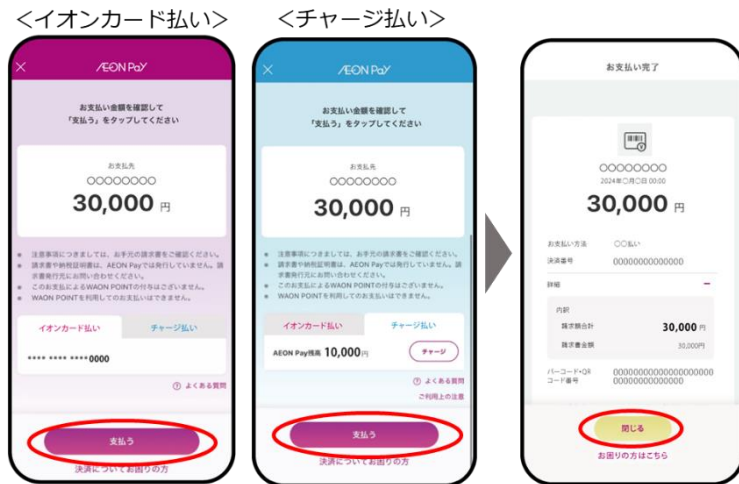 ＜イオンカード払い＞
×
ÆON PaY
お支払い金額を確認して
「支払う」をタップしてください
お支払先
○○○○○○○○
30,000 円
※ 注意事項につきましては、お手元の請求書をご確認ください。
※ 請求書や納税証明書は、AEON Payでは発行していません。請
求書発行元にお問い合わせください。
※ このお支払によるWAON POINTの付与はございません。
※ WAON POINTを利用してのお支払いはできません。
イオンカード払い
チャージ払い
**** **** ****0000
? よくある質問
支払う
決済についてお困りの方
＜チャージ払い＞
×
ÆON PaY
お支払い金額を確認して
「支払う」をタップしてください
お支払先
○○○○○○○○
30,000 円
※ 注意事項につきましては、お手元の請求書をご確認ください。
※ 請求書や納税証明書は、AEON Payでは発行していません。請
求書発行元にお問い合わせください。
※ このお支払によるWAON POINTの付与はございません。
※ WAON POINTを利用してのお支払いはできません。
イオンカード払い
チャージ払い
AEON Pay残高 10,000円
チャージ
? よくある質問
ご利用上の注意
支払う
決済についてお困りの方
お支払い完了
○○○○○○○○
2024年○月○日 00:00
30,000 円
お支払い方法 ○○払い
決済番号 00000000000000
詳細
内訳
請求額合計 30,000 円
請求書金額 30,000円
バーコード・QR
コード番号
0000000000000000000
00000000000000
閉じる
お困りの方はこちら